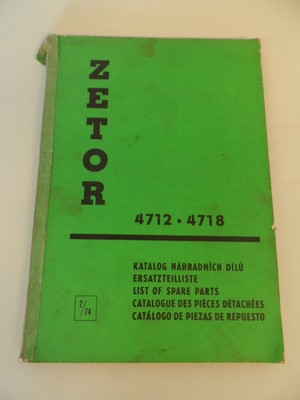 ZETOR
4712 • 4718
KATALOG NÁHRADNÍCH DÍLŮ
ERSATZTEILLISTE
LIST OF SPARE PARTS
CATALOGUE DES PIÈCES DÉTACHÉES
CATÁLOGO DE PIEZAS DE REPUESTO
2/
/74